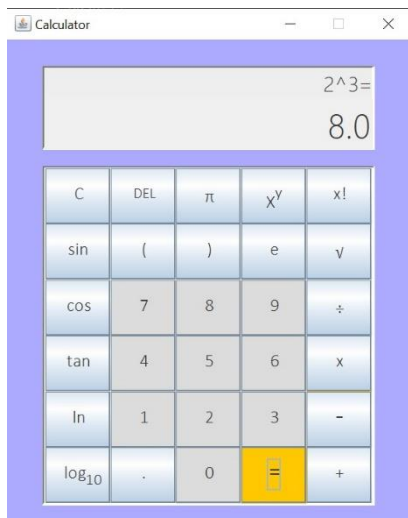 Calculator
2^3=
8.0
C DEL π xʸ x!
sin ( ) e √
cos 7 8 9 ÷
tan 4 5 6 x
ln 1 2 3 -
log₁₀ . 0 = +